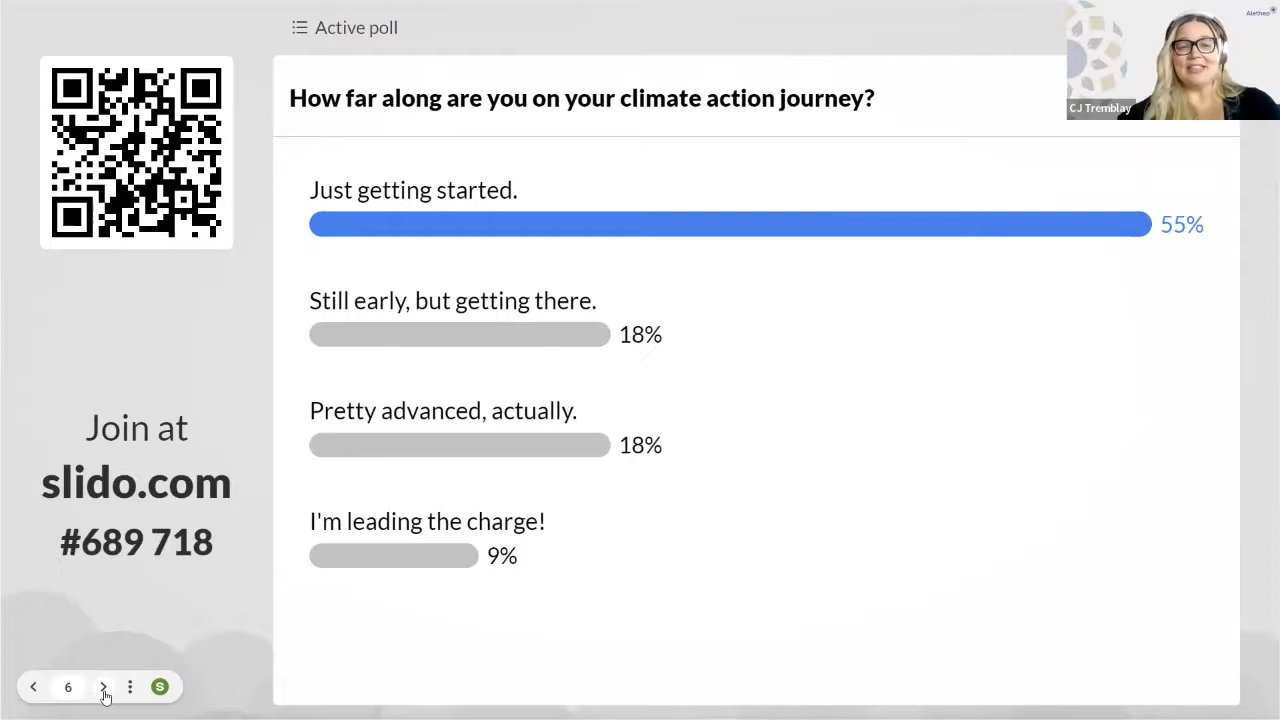 Active poll
Alethea
How far along are you on your climate action journey?
CJ Tremblay
Just getting started.
55%
Still early, but getting there.
18%
Pretty advanced, actually.
18%
I'm leading the charge!
9%
Join at
slido.com
#689 718
6
S